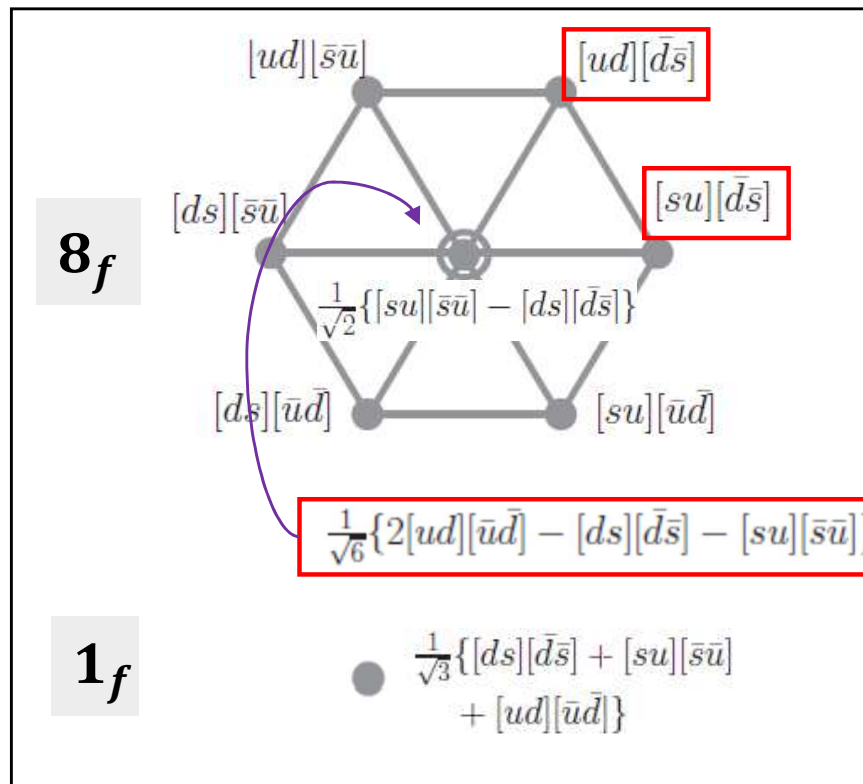 [ud][s̄ū] [ud][d̄s̄]
[ds][s̄ū] [su][d̄s̄]
8_f
1/√2{[su][s̄ū] − [ds][d̄s̄]}
[ds][ūd̄] [su][ūd̄]
1/√6{2[ud][ūd̄] − [ds][d̄s̄] − [su][s̄ū]}
1_f
1/√3{[ds][d̄s̄] + [su][s̄ū]
+ [ud][ūd̄]}